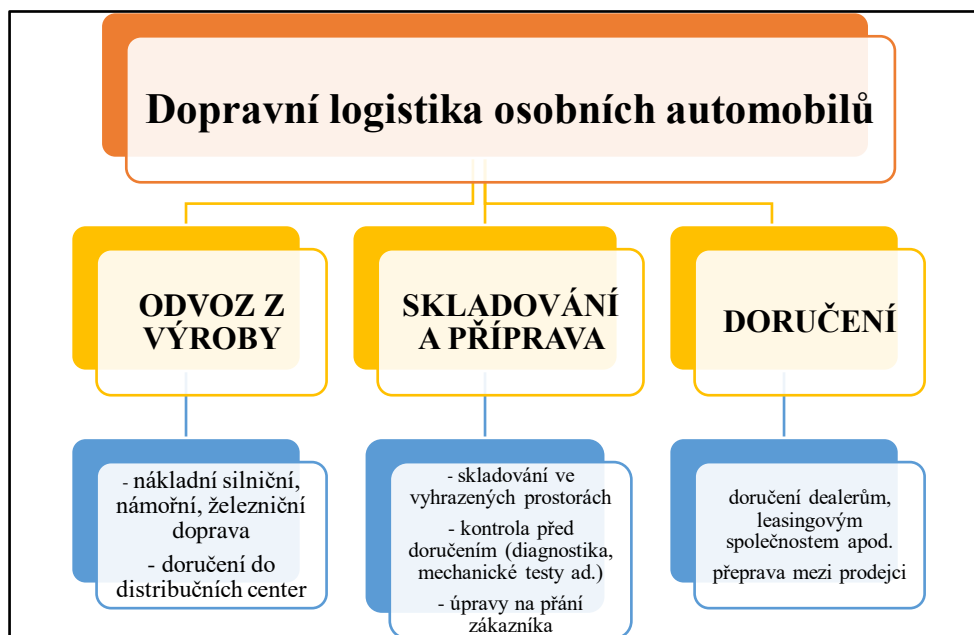 Dopravní logistika osobních automobilů
ODVOZ Z
VÝROBY
SKLADOVÁNÍ
A PŘÍPRAVA
DORUČENÍ
- nákladní silniční,
námořní, železniční
doprava
- doručení do
distribučních center
- skladování ve
vyhrazených prostorách
- kontrola před
doručením (diagnostika,
mechanické testy ad.)
- úpravy na přání
zákazníka
doručení dealerům,
leasingovým
společnostem apod.
přeprava mezi prodejci